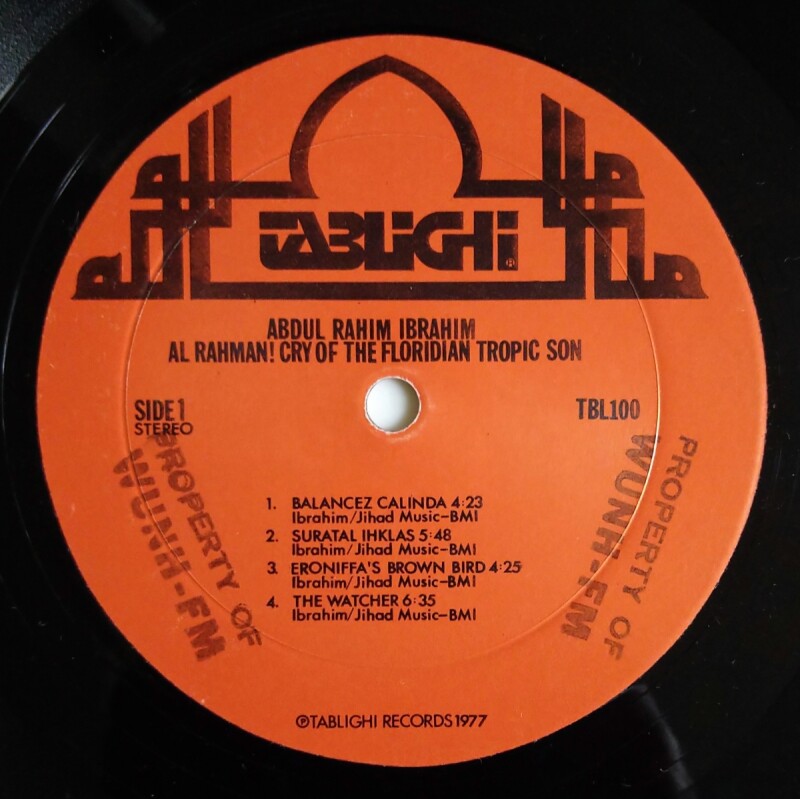 TABLIGHI ®
ABDUL RAHIM IBRAHIM
AL RAHMAN! CRY OF THE FLORIDIAN TROPIC SON
SIDE 1
STEREO
TBL100
1. BALANCEZ CALINDA 4:23
Ibrahim/Jihad Music-BMI
2. SURATAL IHKLAS 5:48
Ibrahim/Jihad Music-BMI
3. ERONIFFA'S BROWN BIRD 4:25
Ibrahim/Jihad Music-BMI
4. THE WATCHER 6:35
Ibrahim/Jihad Music-BMI
PROPERTY OF
WUNH-FM
PROPERTY OF
WUNH-FM
℗TABLIGHI RECORDS 1977